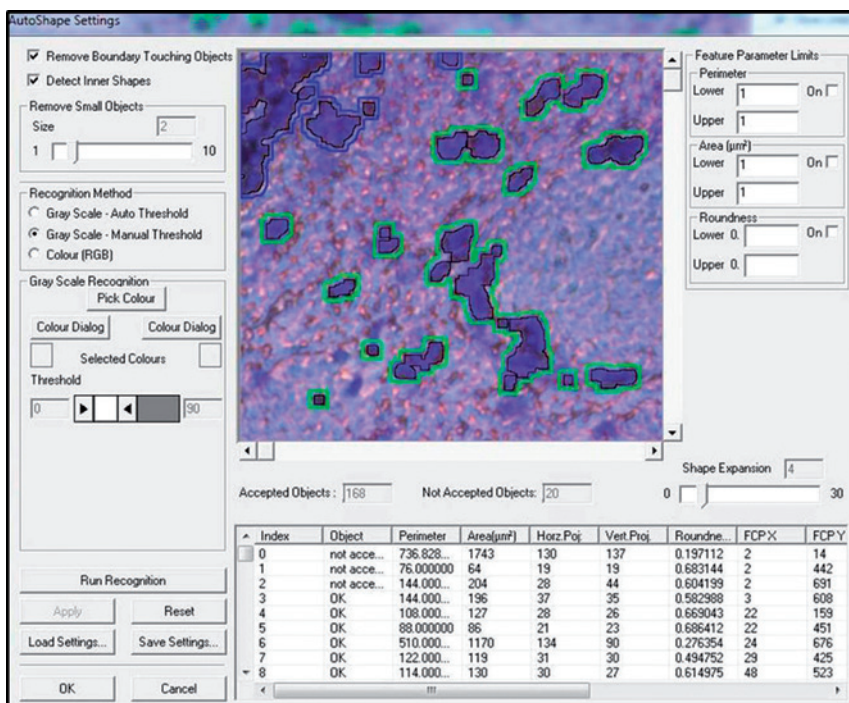 AutoShape Settings
Remove Boundary Touching Objects
Detect Inner Shapes
Remove Small Objects
Size 2
1 10
Recognition Method
Gray Scale - Auto Threshold
Gray Scale - Manual Threshold
Colour (RGB)
Gray Scale Recognition
Pick Colour
Colour Dialog Colour Dialog
Selected Colours
Threshold
0 90
Run Recognition
Apply Reset
Load Settings... Save Settings...
OK Cancel
Feature Parameter Limits
Perimeter
Lower 1 On
Upper 1
Area (µm²)
Lower 1 On
Upper 1
Roundness
Lower 0. On
Upper 0.
Shape Expansion 4
Accepted Objects : 168 Not Accepted Objects: 20 0 30
Index Object Perimeter Area(µm²) Horz.Poj: Vert.Proj. Roundne... FCP X FCP Y
0 not acce... 736.828... 1743 130 137 0.197112 2 14
1 not acce... 76.000000 64 19 19 0.683144 2 442
2 not acce... 144.000... 204 28 44 0.604199 2 691
3 OK 144.000... 196 37 35 0.582988 3 608
4 OK 108.000... 127 28 26 0.669043 22 159
5 OK 88.000000 86 21 23 0.686412 22 451
6 OK 510.000... 1170 134 90 0.276354 24 676
7 OK 122.000... 119 31 30 0.494752 29 425
8 OK 114.000... 130 30 27 0.614975 48 523